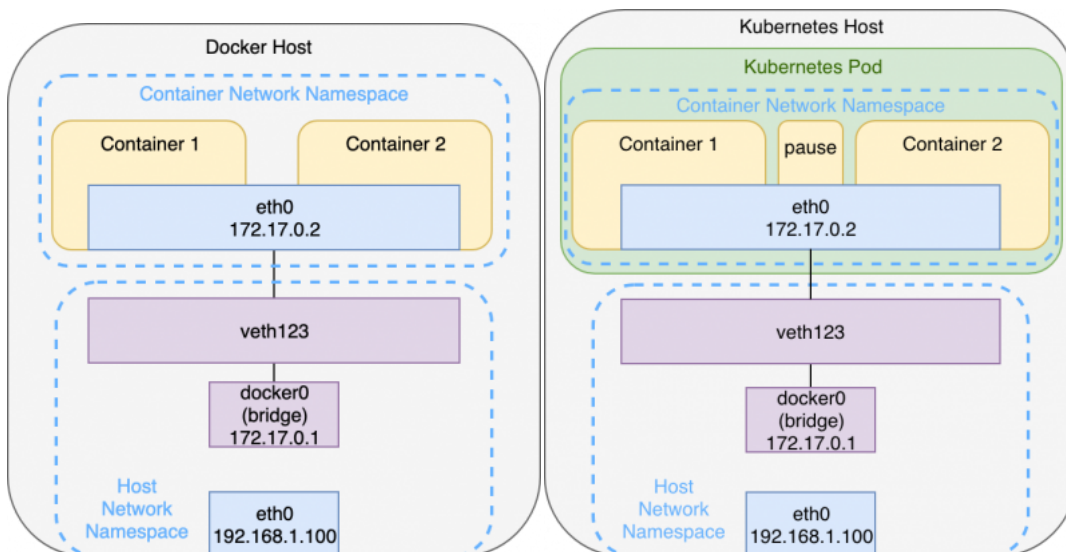 Docker Host
Container Network Namespace
Container 1
Container 2
eth0
172.17.0.2
veth123
docker0
(bridge)
172.17.0.1
Host
Network
Namespace
eth0
192.168.1.100
Kubernetes Host
Kubernetes Pod
Container Network Namespace
Container 1
pause
Container 2
eth0
172.17.0.2
veth123
docker0
(bridge)
172.17.0.1
Host
Network
Namespace
eth0
192.168.1.100